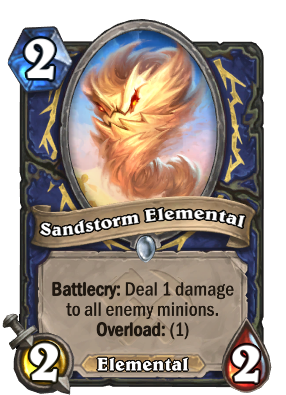 2
Sandstorm Elemental
Battlecry: Deal 1 damage
to all enemy minions.
Overload: (1)
2
Elemental
2